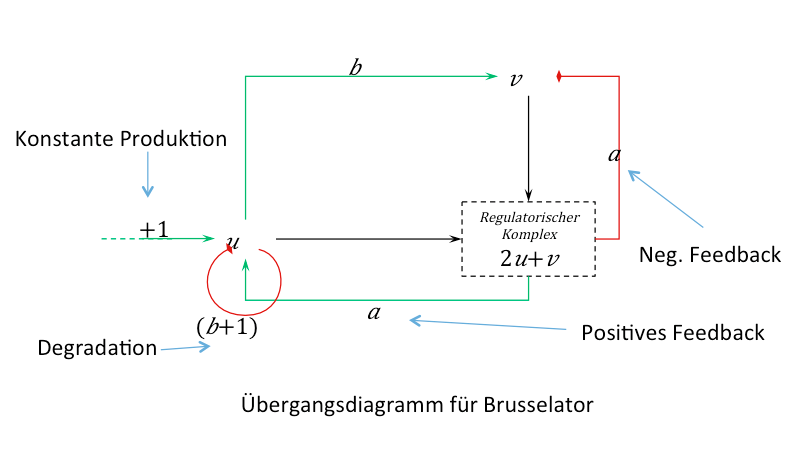 b
v
Konstante Produktion
a
+1
u
Regulatorischer
Komplex
2u+v
Neg. Feedback
a
(b+1)
Positives Feedback
Degradation
Übergangsdiagramm für Brusselator